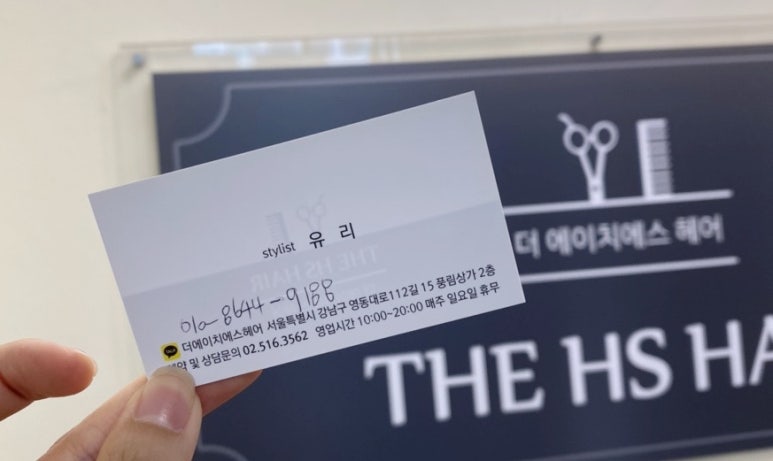 stylist 유 리
010-8644-9188
더에이치에스헤어 서울특별시 강남구 영동대로112길 15 풍림상가 2층
및 상담문의 02.516.3562 영업시간 10:00~20:00 매주 일요일 휴무
더 에이치에스 헤어
THE HS